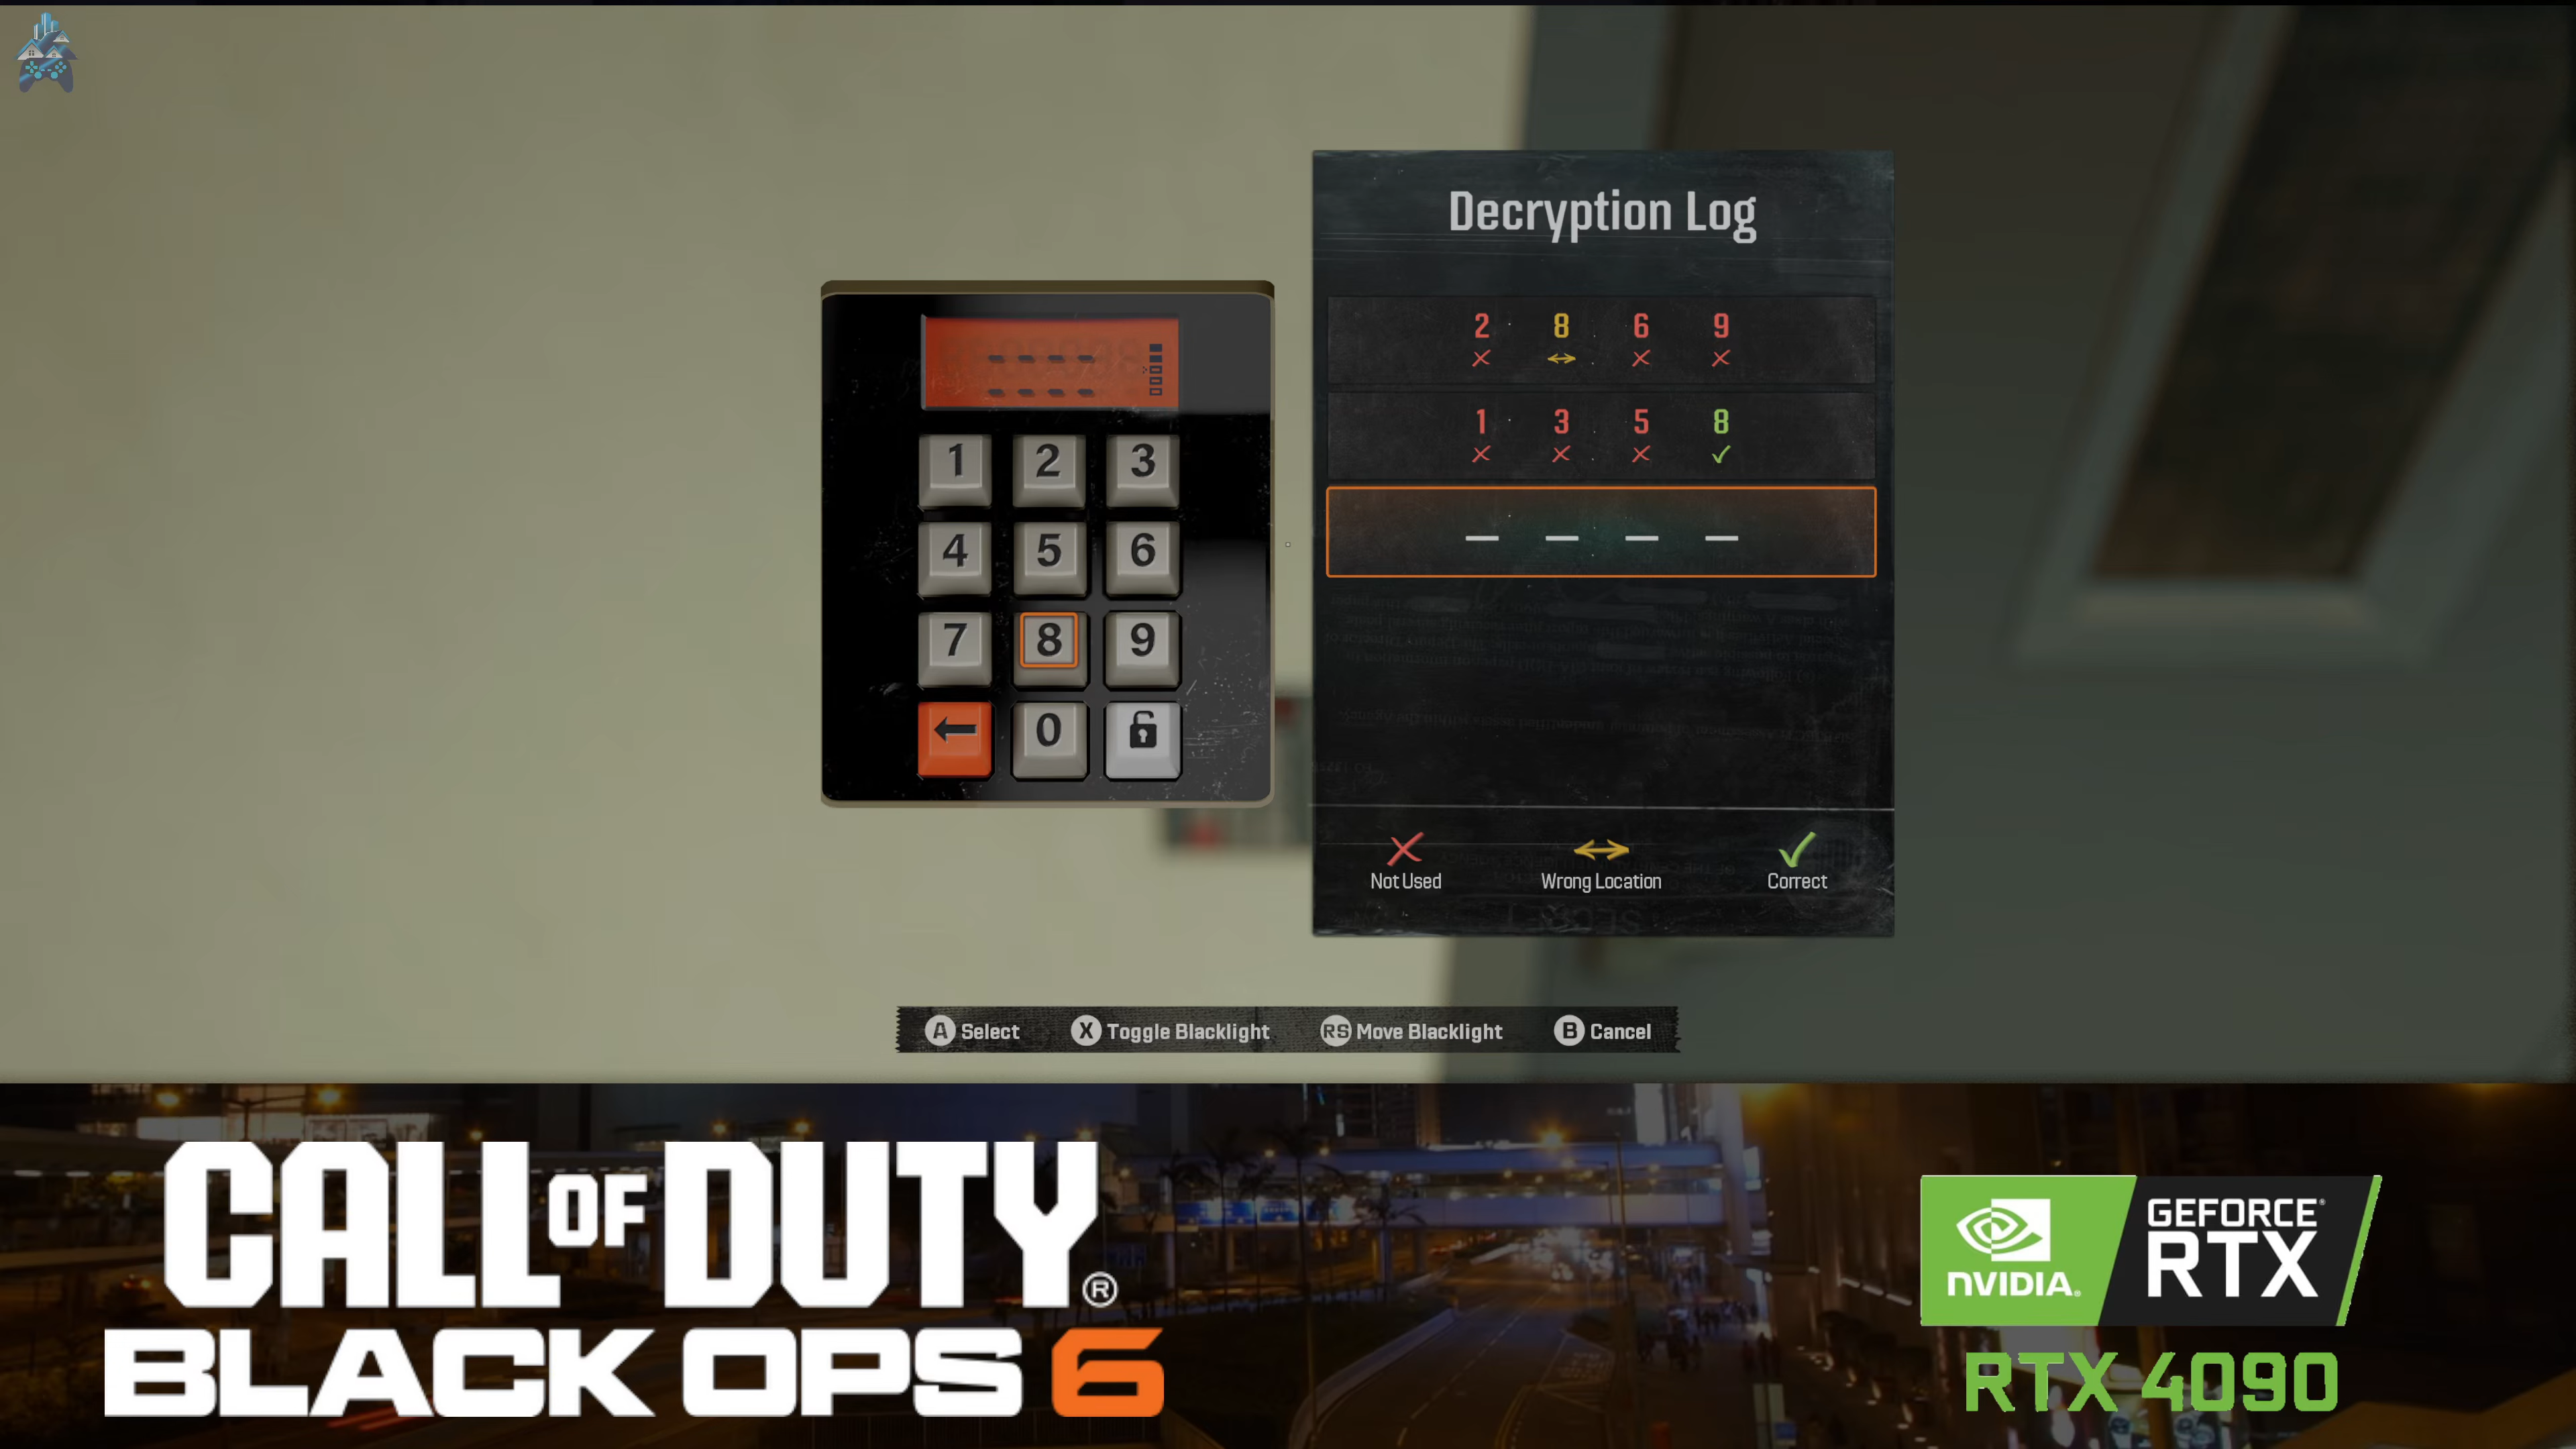 Decryption Log
2 8 6 9
1 3 5 8
1 2 3
4 5 6
7 8 9
0
Not Used
Wrong Location
Correct
A Select X Toggle Blacklight RS Move Blacklight B Cancel
CALL OF DUTY®
BLACK OPS 6
NVIDIA®
GEFORCE®
RTX
RTX 4090